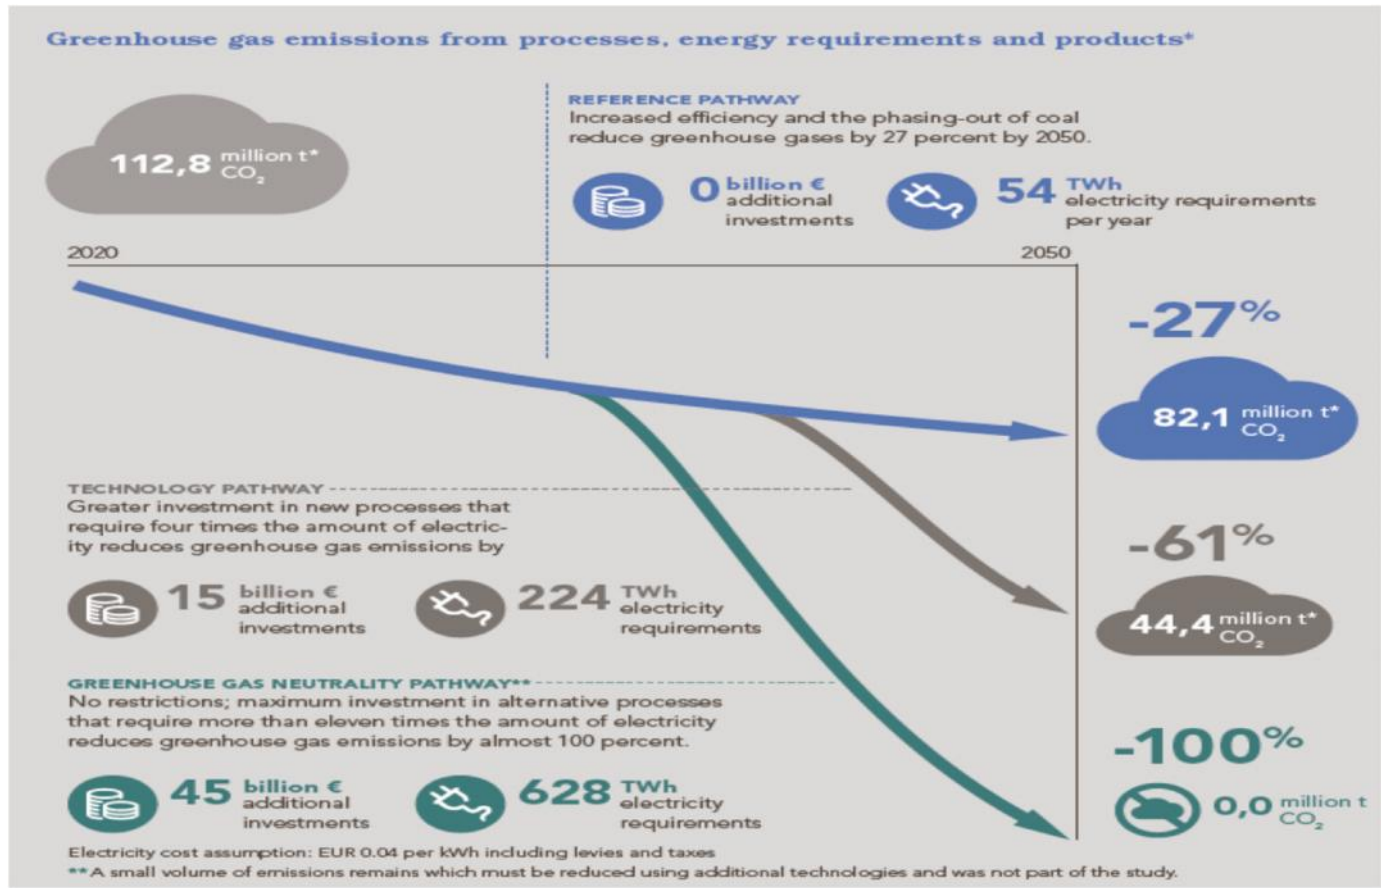 Greenhouse gas emissions from processes, energy requirements and products*
112,8 million t* CO₂
REFERENCE PATHWAY
Increased efficiency and the phasing-out of coal
reduce greenhouse gases by 27 percent by 2050.
0 billion €
additional
investments
54 TWh
electricity requirements
per year
2020
2050
-27%
82,1 million t* CO₂
TECHNOLOGY PATHWAY
Greater investment in new processes that
require four times the amount of electric-
ity reduces greenhouse gas emissions by
15 billion €
additional
investments
224 TWh
electricity
requirements
-61%
44,4 million t* CO₂
GREENHOUSE GAS NEUTRALITY PATHWAY**
No restrictions; maximum investment in alternative processes
that require more than eleven times the amount of electricity
reduces greenhouse gas emissions by almost 100 percent.
45 billion €
additional
investments
628 TWh
electricity
requirements
-100%
0,0 million t CO₂
Electricity cost assumption: EUR 0.04 per kWh including levies and taxes
**A small volume of emissions remains which must be reduced using additional technologies and was not part of the study.